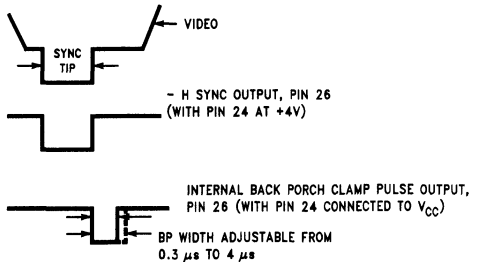 VIDEO
SYNC
TIP
– H SYNC OUTPUT, PIN 26
(WITH PIN 24 AT +4V)
INTERNAL BACK PORCH CLAMP PULSE OUTPUT,
PIN 26 (WITH PIN 24 CONNECTED TO VCC)
BP WIDTH ADJUSTABLE FROM
0.3 μs TO 4 μs